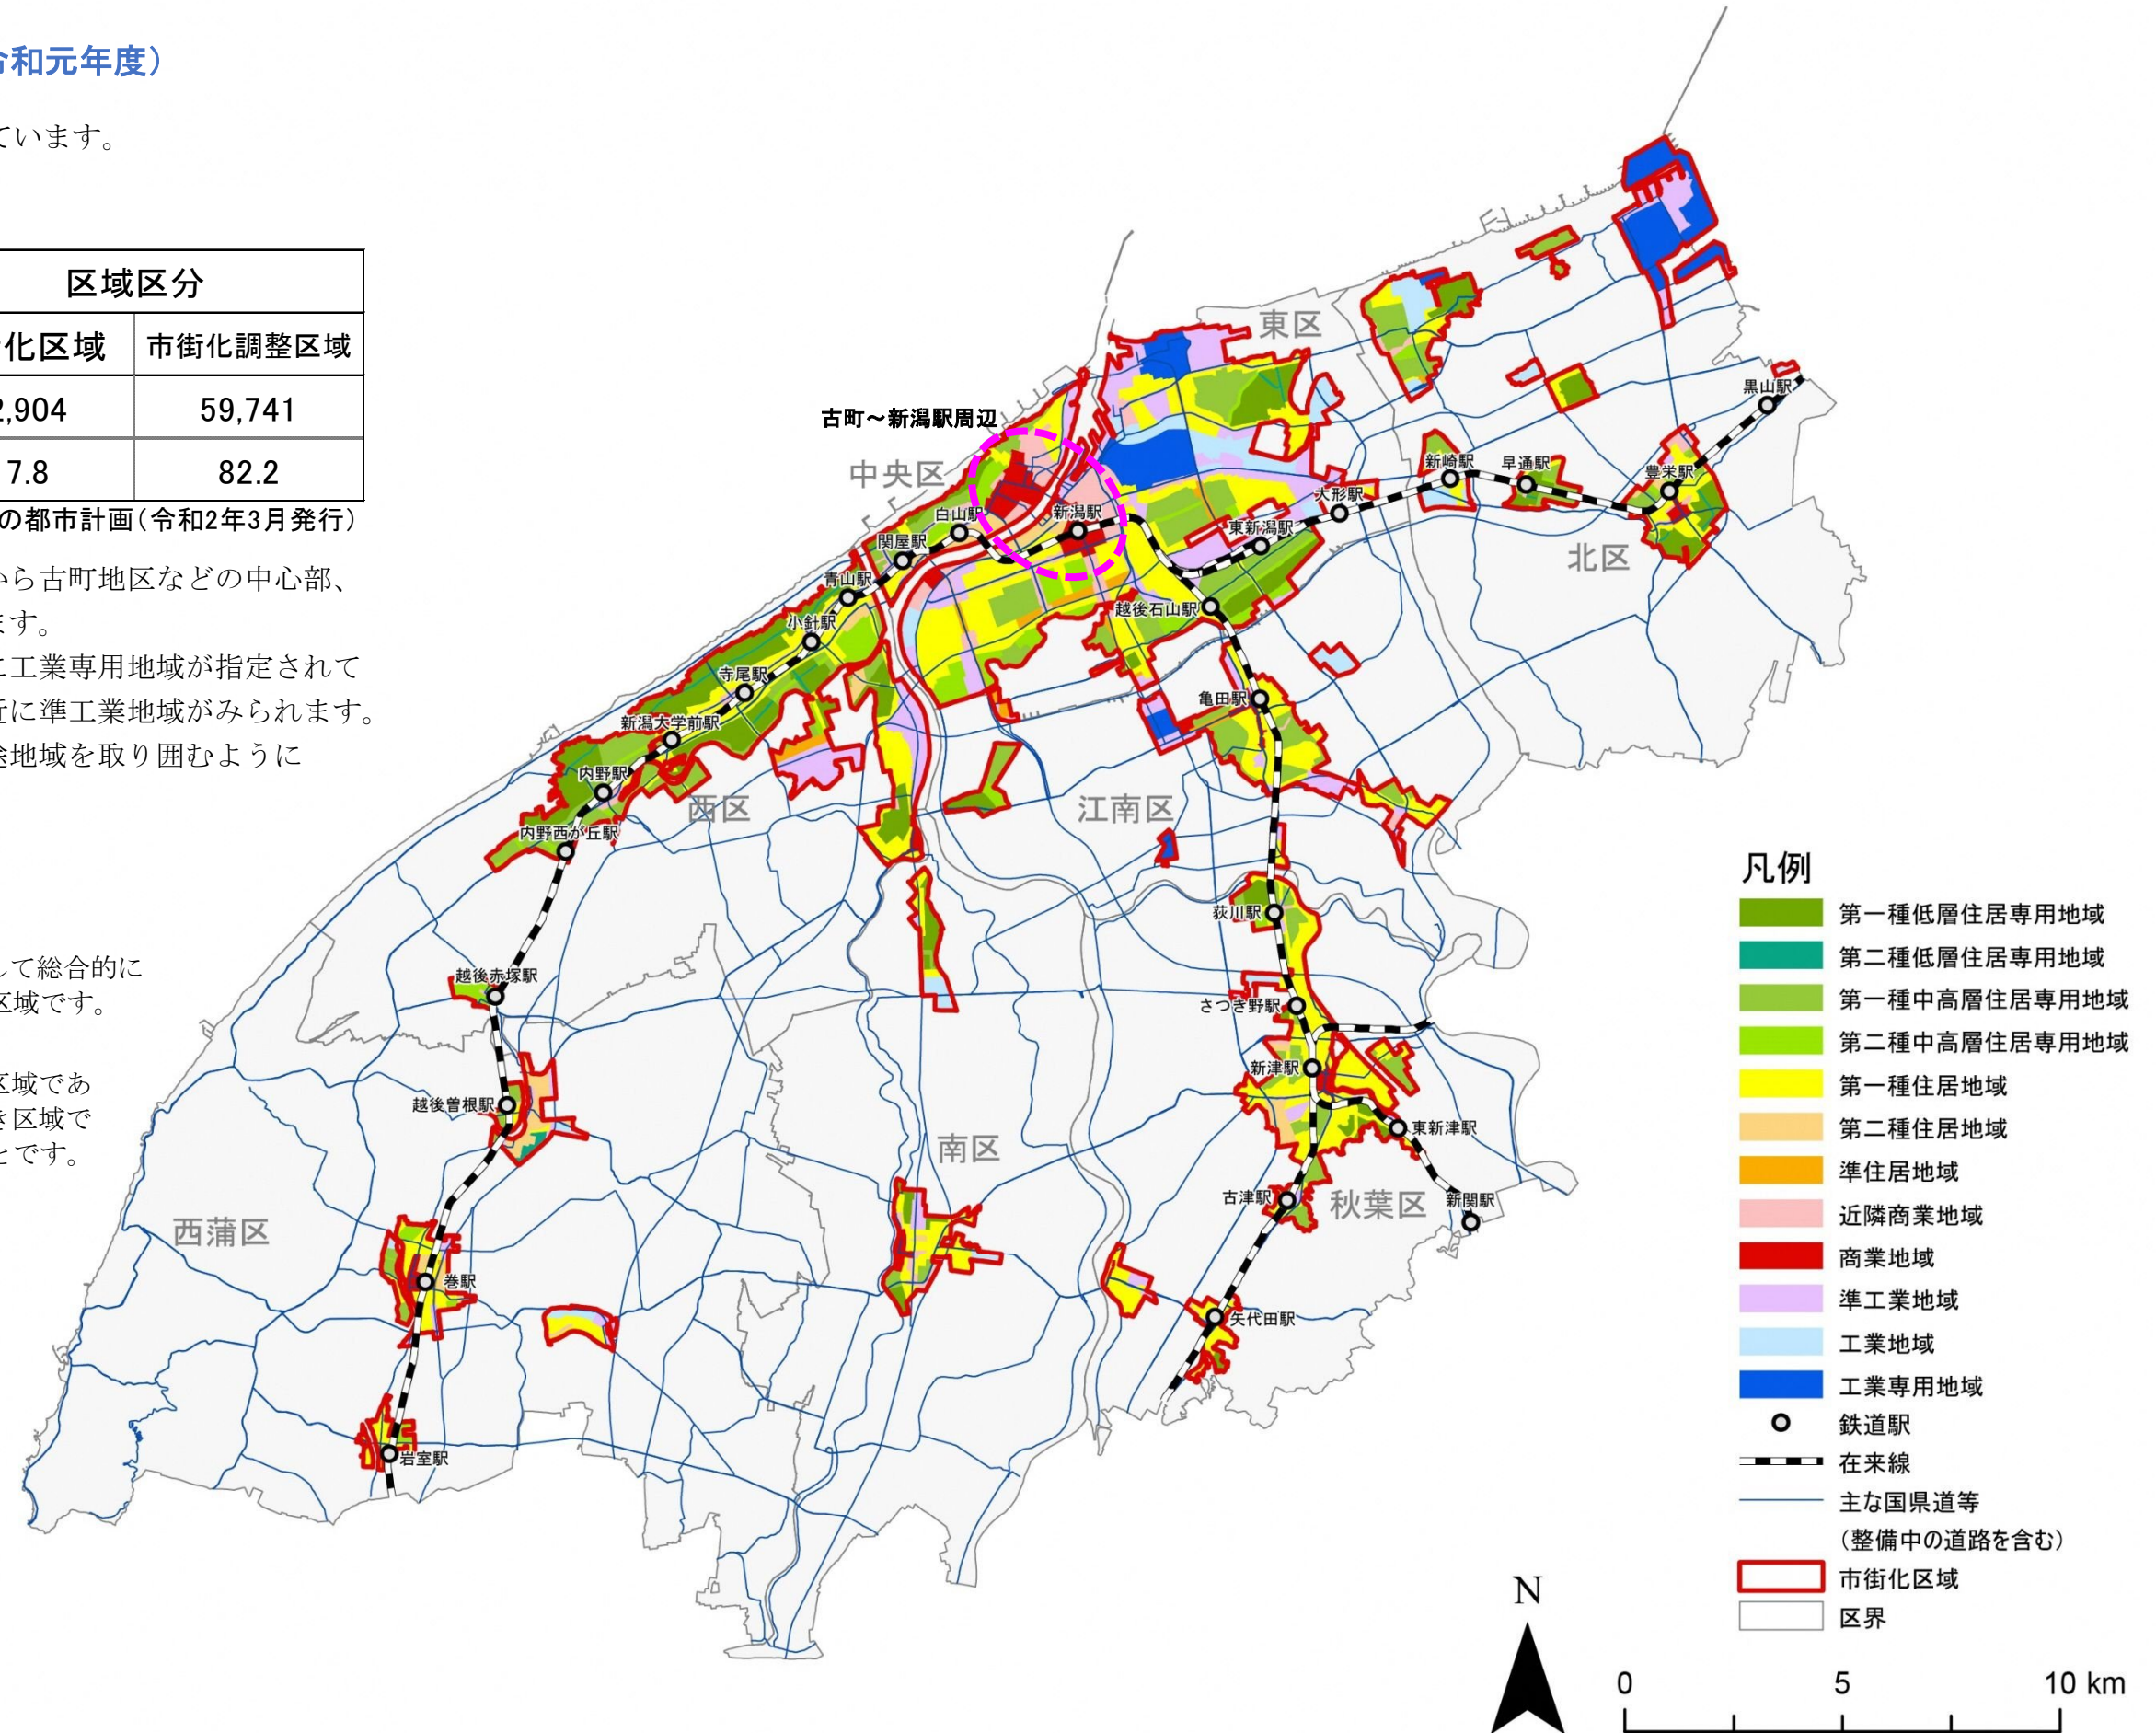 令和元年度）
ています。
区域区分
化区域 市街化調整区域
2,904 59,741
7.8 82.2
の都市計画（令和2年3月発行）
から古町地区などの中心部、
ます。
に工業専用地域が指定されて
近に準工業地域がみられます。
途地域を取り囲むように
して総合的に
区域です。
区域であ
き区域で
とです。
古町～新潟駅周辺
中央区
東区
北区
西区
江南区
南区
秋葉区
西蒲区
黒山駅
豊栄駅
早通駅
新崎駅
大形駅
東新潟駅
新潟駅
白山駅
関屋駅
青山駅
小針駅
寺尾駅
新潟大学前駅
内野駅
内野西が丘駅
越後赤塚駅
越後曽根駅
巻駅
岩室駅
越後石山駅
亀田駅
荻川駅
さつき野駅
新津駅
東新津駅
古津駅
新関駅
矢代田駅
凡例
第一種低層住居専用地域
第二種低層住居専用地域
第一種中高層住居専用地域
第二種中高層住居専用地域
第一種住居地域
第二種住居地域
準住居地域
近隣商業地域
商業地域
準工業地域
工業地域
工業専用地域
鉄道駅
在来線
主な国県道等
（整備中の道路を含む）
市街化区域
区界
N
0 5 10 km